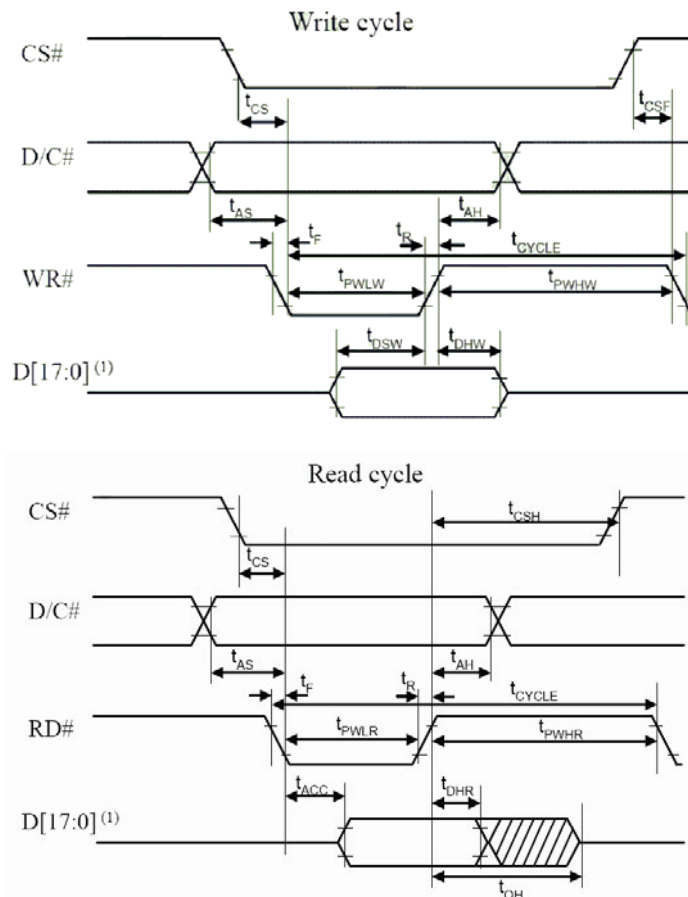 Write cycle
CS#
tCS
tCSF
D/C#
tAS
tAH
tF
tR
tCYCLE
WR#
tPWLW
tPWHW
tDSW
tDHW
D[17:0](1)
Read cycle
CS#
tCSH
tCS
D/C#
tAS
tAH
tF
tR
tCYCLE
RD#
tPWLR
tPWHR
tACC
tDHR
D[17:0](1)
tOH